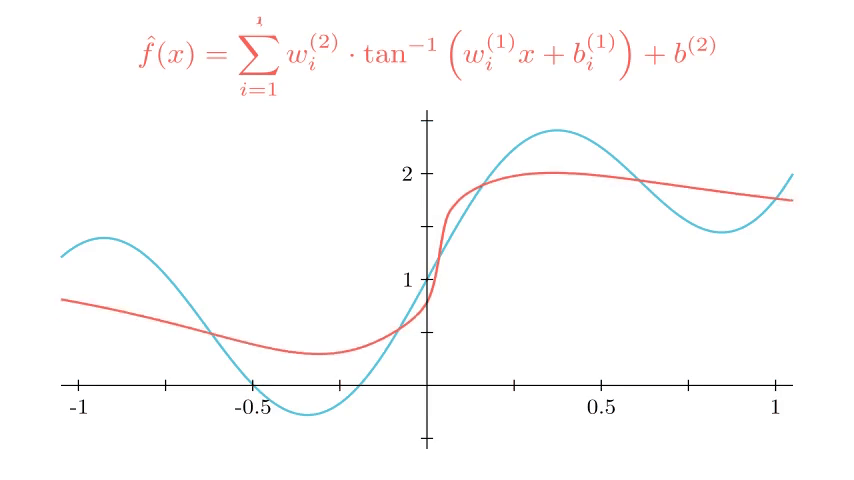 f̂(x) = ∑ i=1 w_i^(2) · tan^−1 (w_i^(1) x + b_i^(1)) + b^(2)
2
1
-1 -0.5 0.5 1